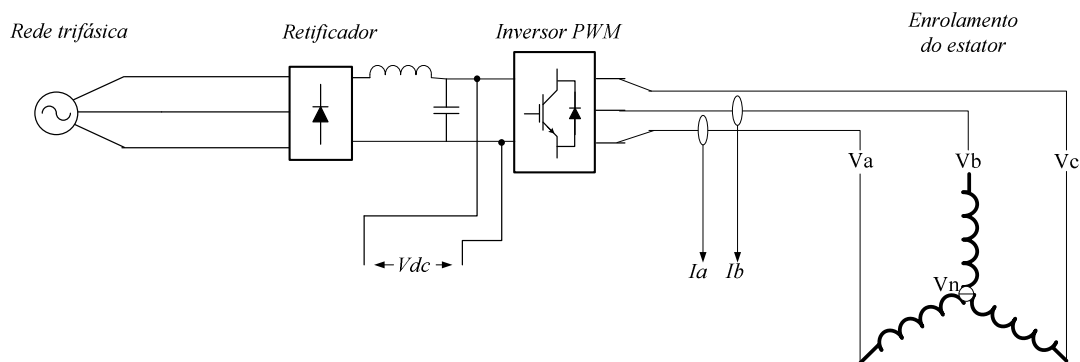 Rede trifásica
Retificador
Inversor PWM
Enrolamento
do estator
Va
Vb
Vc
Vdc
Ia
Ib
Vn